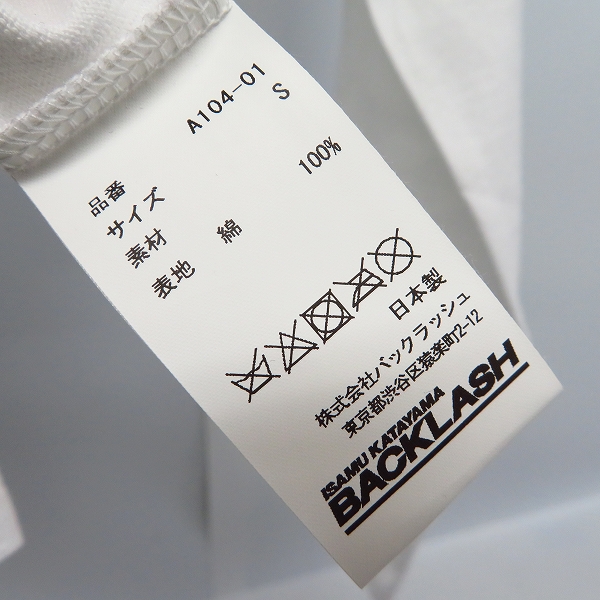 品番 A104-01
サイズ S
素材
表地 綿 100%
日本製
株式会社バックラッシュ
東京都渋谷区猿楽町2-12
ISAMU KATAYAMA
BACKLASH